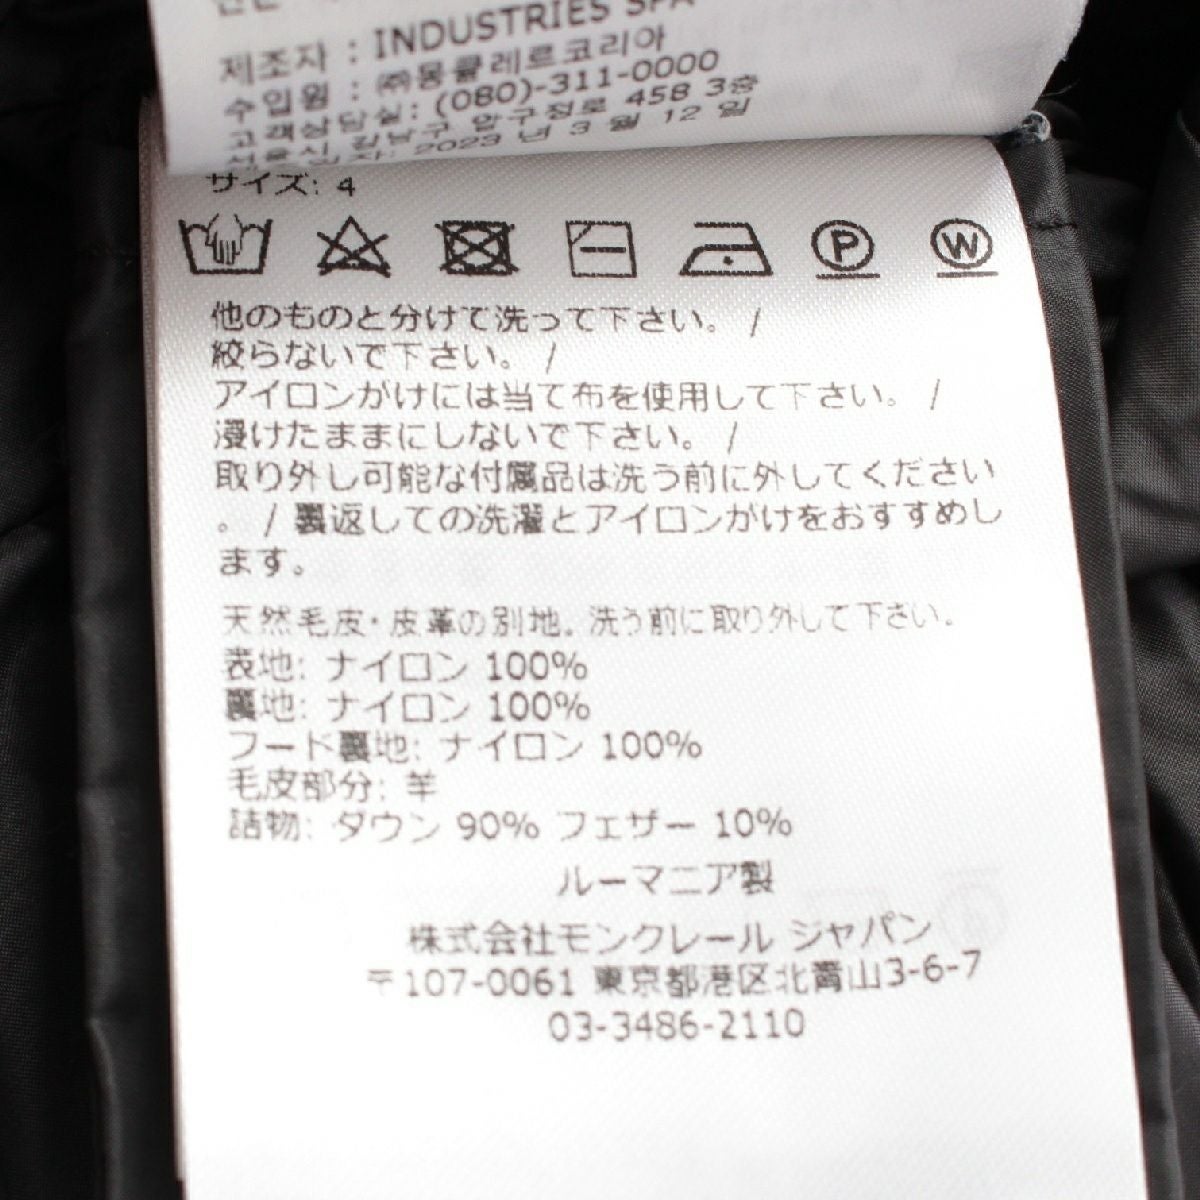 제조자 : INDUSTRIES SPA
수입원 : ㈜몽클레르코리아
고객상담실: (080)-311-0000
서울시 강남구 압구정로 458 3층
2023 년 3 월 12 일
サイズ: 4
P
W
他のものと分けて洗って下さい。 /
絞らないで下さい。 /
アイロンがけには当て布を使用して下さい。 /
浸けたままにしないで下さい。 /
取り外し可能な付属品は洗う前に外してください
。 / 裏返しての洗濯とアイロンがけをおすすめし
ます。
天然毛皮・皮革の別地。洗う前に取り外して下さい。
表地: ナイロン 100%
裏地: ナイロン 100%
フード裏地: ナイロン 100%
毛皮部分: 羊
詰物: ダウン 90% フェザー 10%
ルーマニア製
株式会社モンクレール ジャパン
〒107-0061 東京都港区北青山3-6-7
03-3486-2110